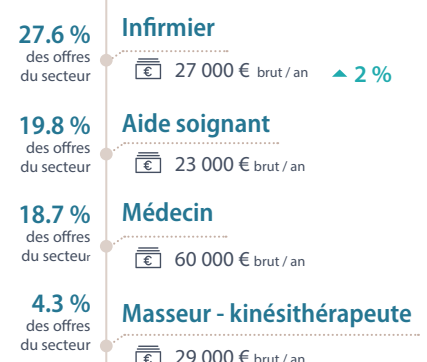 27.6 %
des offres
du secteur
Infirmier
€ 27 000 € brut / an 2 %
19.8 %
des offres
du secteur
Aide soignant
€ 23 000 € brut / an
18.7 %
des offres
du secteur
Médecin
€ 60 000 € brut / an
4.3 %
des offres
du secteur
Masseur - kinésithérapeute
€ 29 000 € brut / an